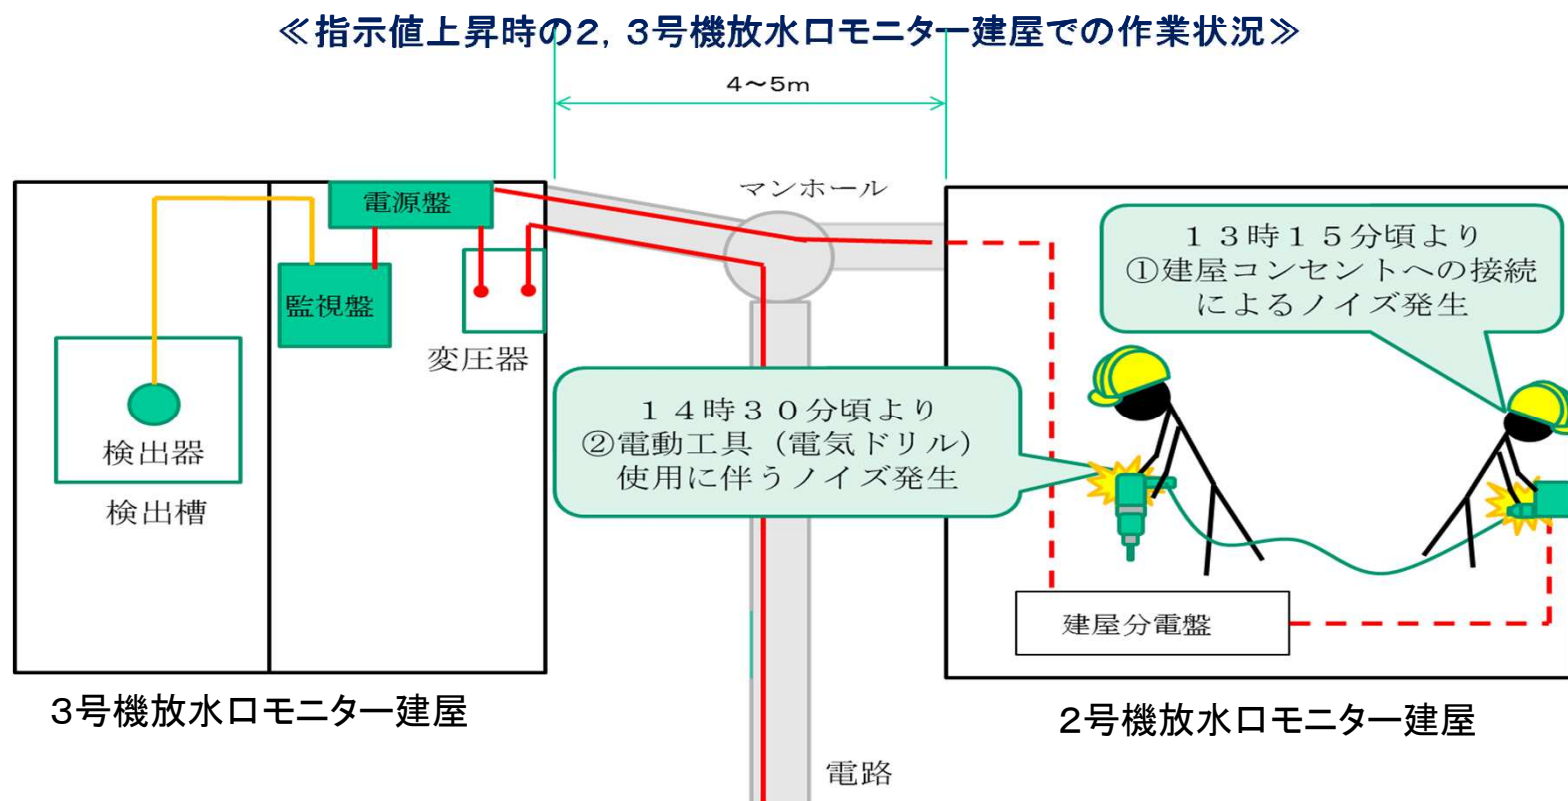 ≪指示値上昇時の2，3号機放水口モニター建屋での作業状況≫
4～5m
マンホール
電源盤
監視盤
変圧器
検出器
検出槽
１３時１５分頃より
①建屋コンセントへの接続
によるノイズ発生
１４時３０分頃より
②電動工具（電気ドリル）
使用に伴うノイズ発生
建屋分電盤
3号機放水口モニター建屋
2号機放水口モニター建屋
電路